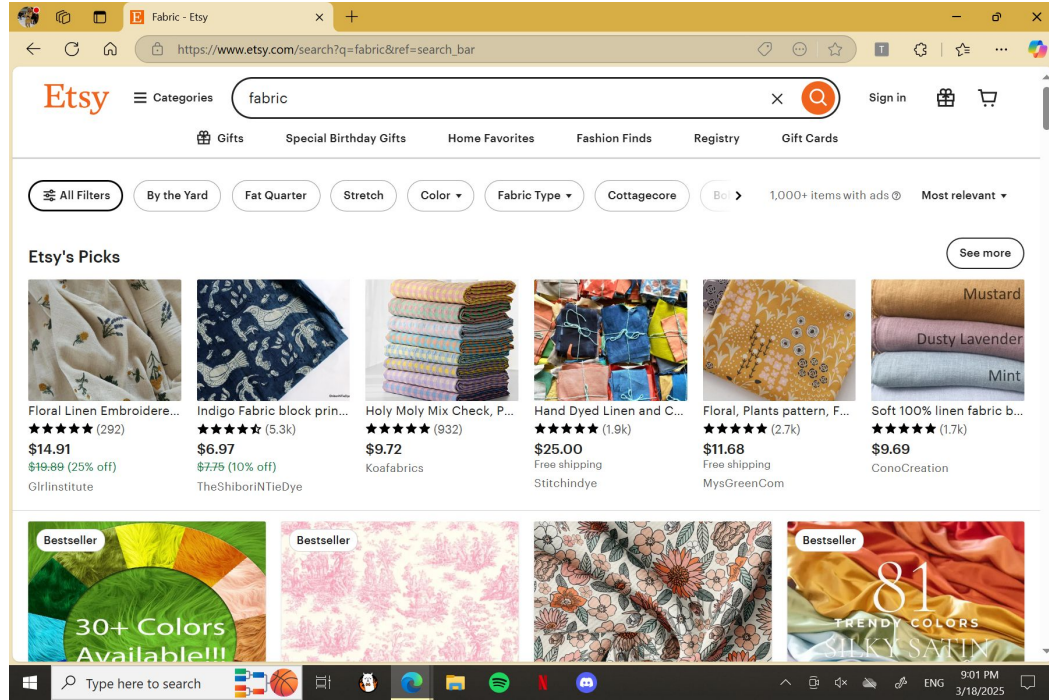 Fabric - Etsy
https://www.etsy.com/search?q=fabric&ref=search_bar
T
Etsy
Categories
fabric
Sign in
Gifts
Special Birthday Gifts
Home Favorites
Fashion Finds
Registry
Gift Cards
All Filters
By the Yard
Fat Quarter
Stretch
Color
Fabric Type
Cottagecore
1,000+ items with ads
Most relevant
Etsy's Picks
See more
Mustard
Dusty Lavender
Mint
Floral Linen Embroidere...
(292)
$14.91
$19.89 (25% off)
GIrlinstitute
Indigo Fabric block prin...
(5.3k)
$6.97
$7.75 (10% off)
TheShiboriNTieDye
Holy Moly Mix Check, P...
(932)
$9.72
Koafabrics
Hand Dyed Linen and C...
(1.9k)
$25.00
Free shipping
Stitchindye
Floral, Plants pattern, F...
(2.7k)
$11.68
Free shipping
MysGreenCom
Soft 100% linen fabric b...
(1.7k)
$9.69
ConoCreation
Bestseller
30+ Colors
Available!!!
Bestseller
Bestseller
81
TRENDY COLORS
SILKY SATIN
Type here to search
ENG
9:01 PM
3/18/2025